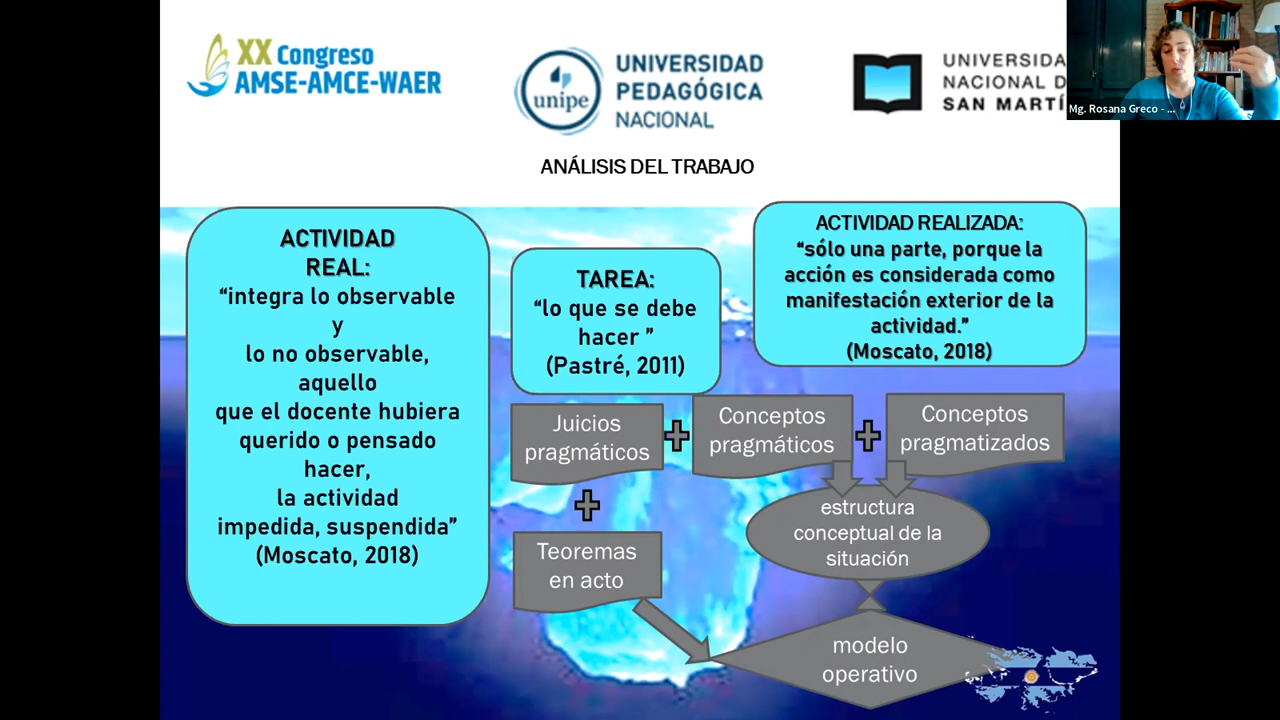 XX Congreso
AMSE-AMCE-WAER
unipe
UNIVERSIDAD
PEDAGÓGICA
NACIONAL
UNIVERSIDA
NACIONAL D
SAN MARTÍ
Mg. Rosana Greco - ...
ANÁLISIS DEL TRABAJO
ACTIVIDAD
REAL:
“integra lo observable
y
lo no observable,
aquello
que el docente hubiera
querido o pensado
hacer,
la actividad
impedida, suspendida”
(Moscato, 2018)
TAREA:
“lo que se debe
hacer ”
(Pastré, 2011)
ACTIVIDAD REALIZADA:
“sólo una parte, porque la
acción es considerada como
manifestación exterior de la
actividad.”
(Moscato, 2018)
Juicios
pragmáticos
Conceptos
pragmáticos
Conceptos
pragmatizados
Teoremas
en acto
estructura
conceptual de la
situación
modelo
operativo